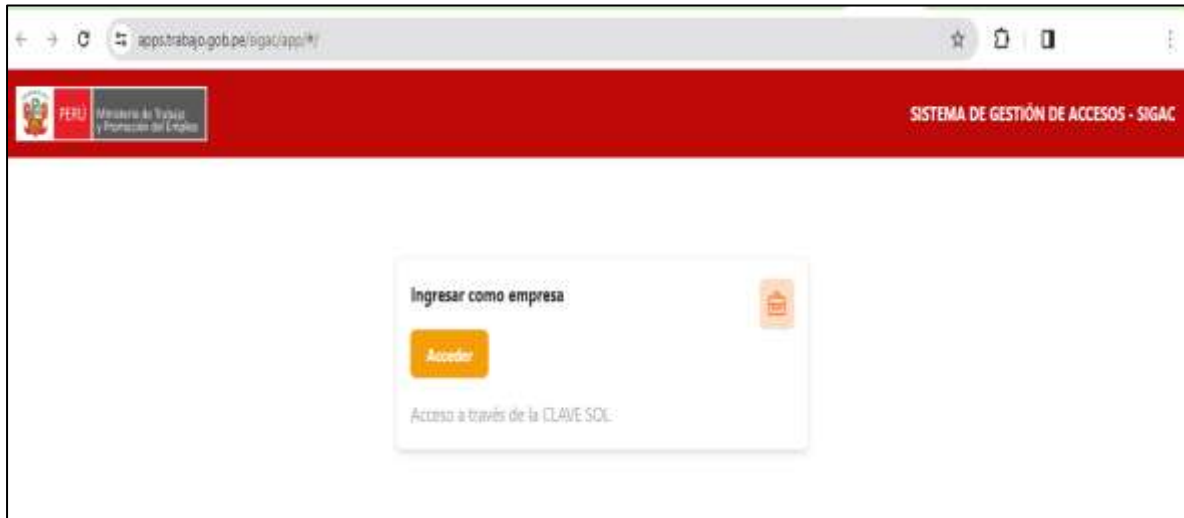 apps.trabajo.gob.pe/sigac/app/#/
PERÚ
Ministerio de Trabajo
y Promoción del Empleo
SISTEMA DE GESTIÓN DE ACCESOS - SIGAC
Ingresar como empresa
Acceder
Acceso a través de la CLAVE SOL